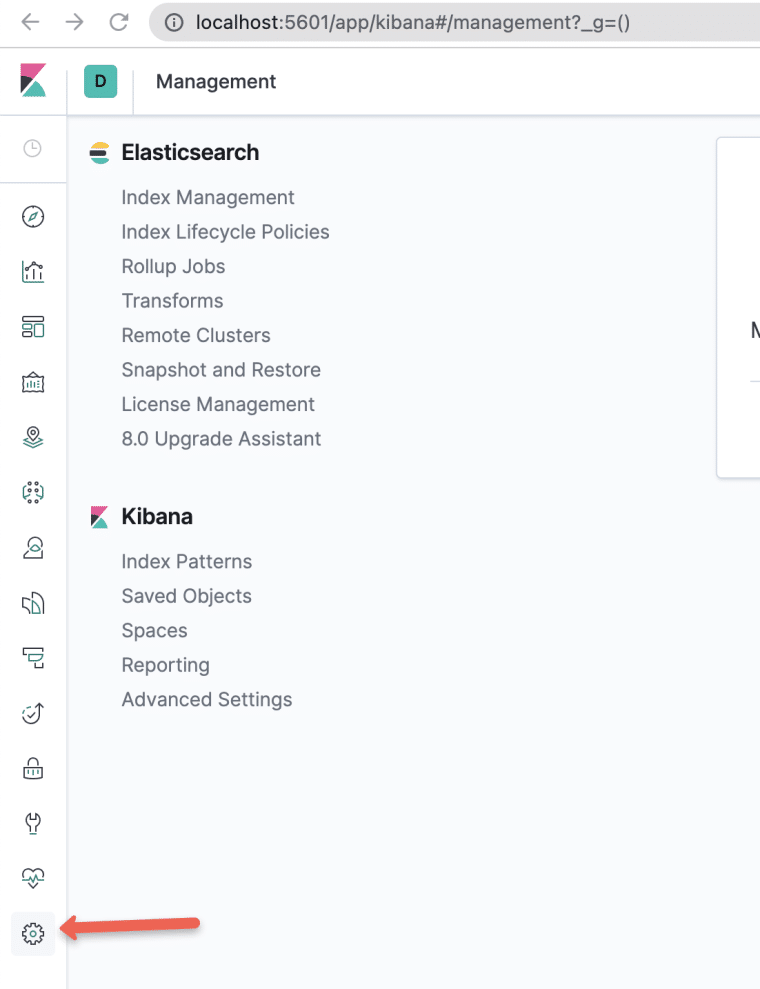 localhost:5601/app/kibana#/management?_g=()
D
Management
Elasticsearch
Index Management
Index Lifecycle Policies
Rollup Jobs
Transforms
Remote Clusters
Snapshot and Restore
License Management
8.0 Upgrade Assistant
Kibana
Index Patterns
Saved Objects
Spaces
Reporting
Advanced Settings